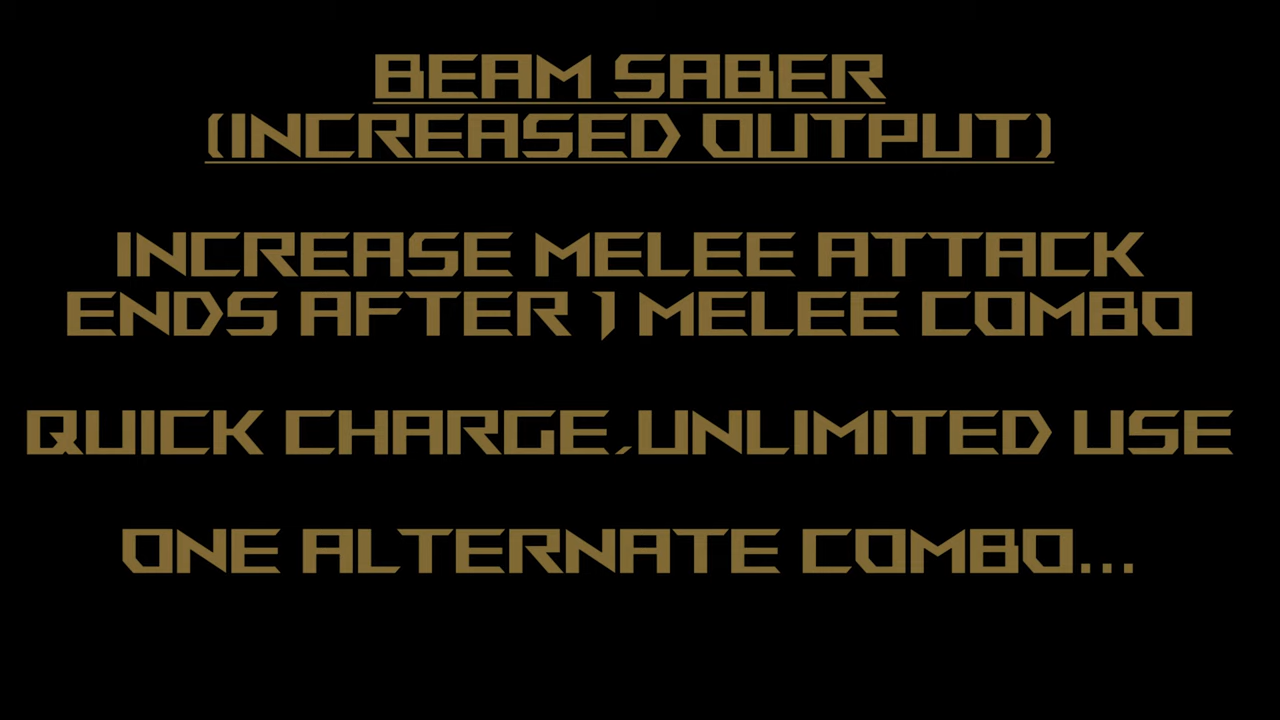 BEAM SABER
(INCREASED OUTPUT)
INCREASE MELEE ATTACK
ENDS AFTER 1 MELEE COMBO
QUICK CHARGE,UNLIMITED USE
ONE ALTERNATE COMBO...